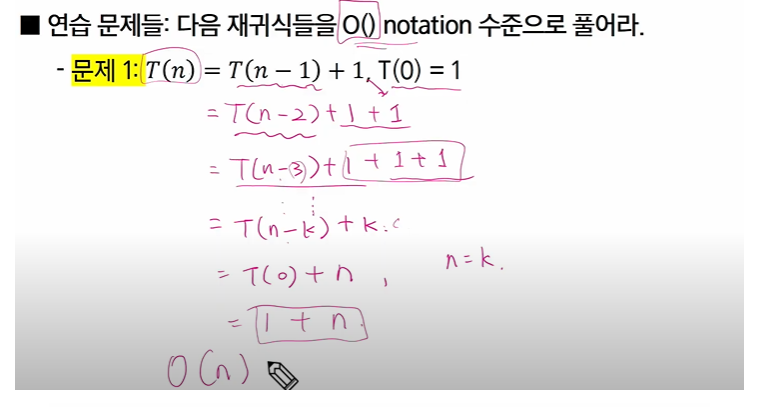 ■ 연습 문제들: 다음 재귀식들을 O() notation 수준으로 풀어라.
- 문제 1: T(n) = T(n − 1) + 1, T(0) = 1
= T(n-2) + 1 + 1
= T(n-3) + 1 + 1 + 1
= T(n-k) + k.
= T(0) + n , n = k.
= 1 + n
O(n)